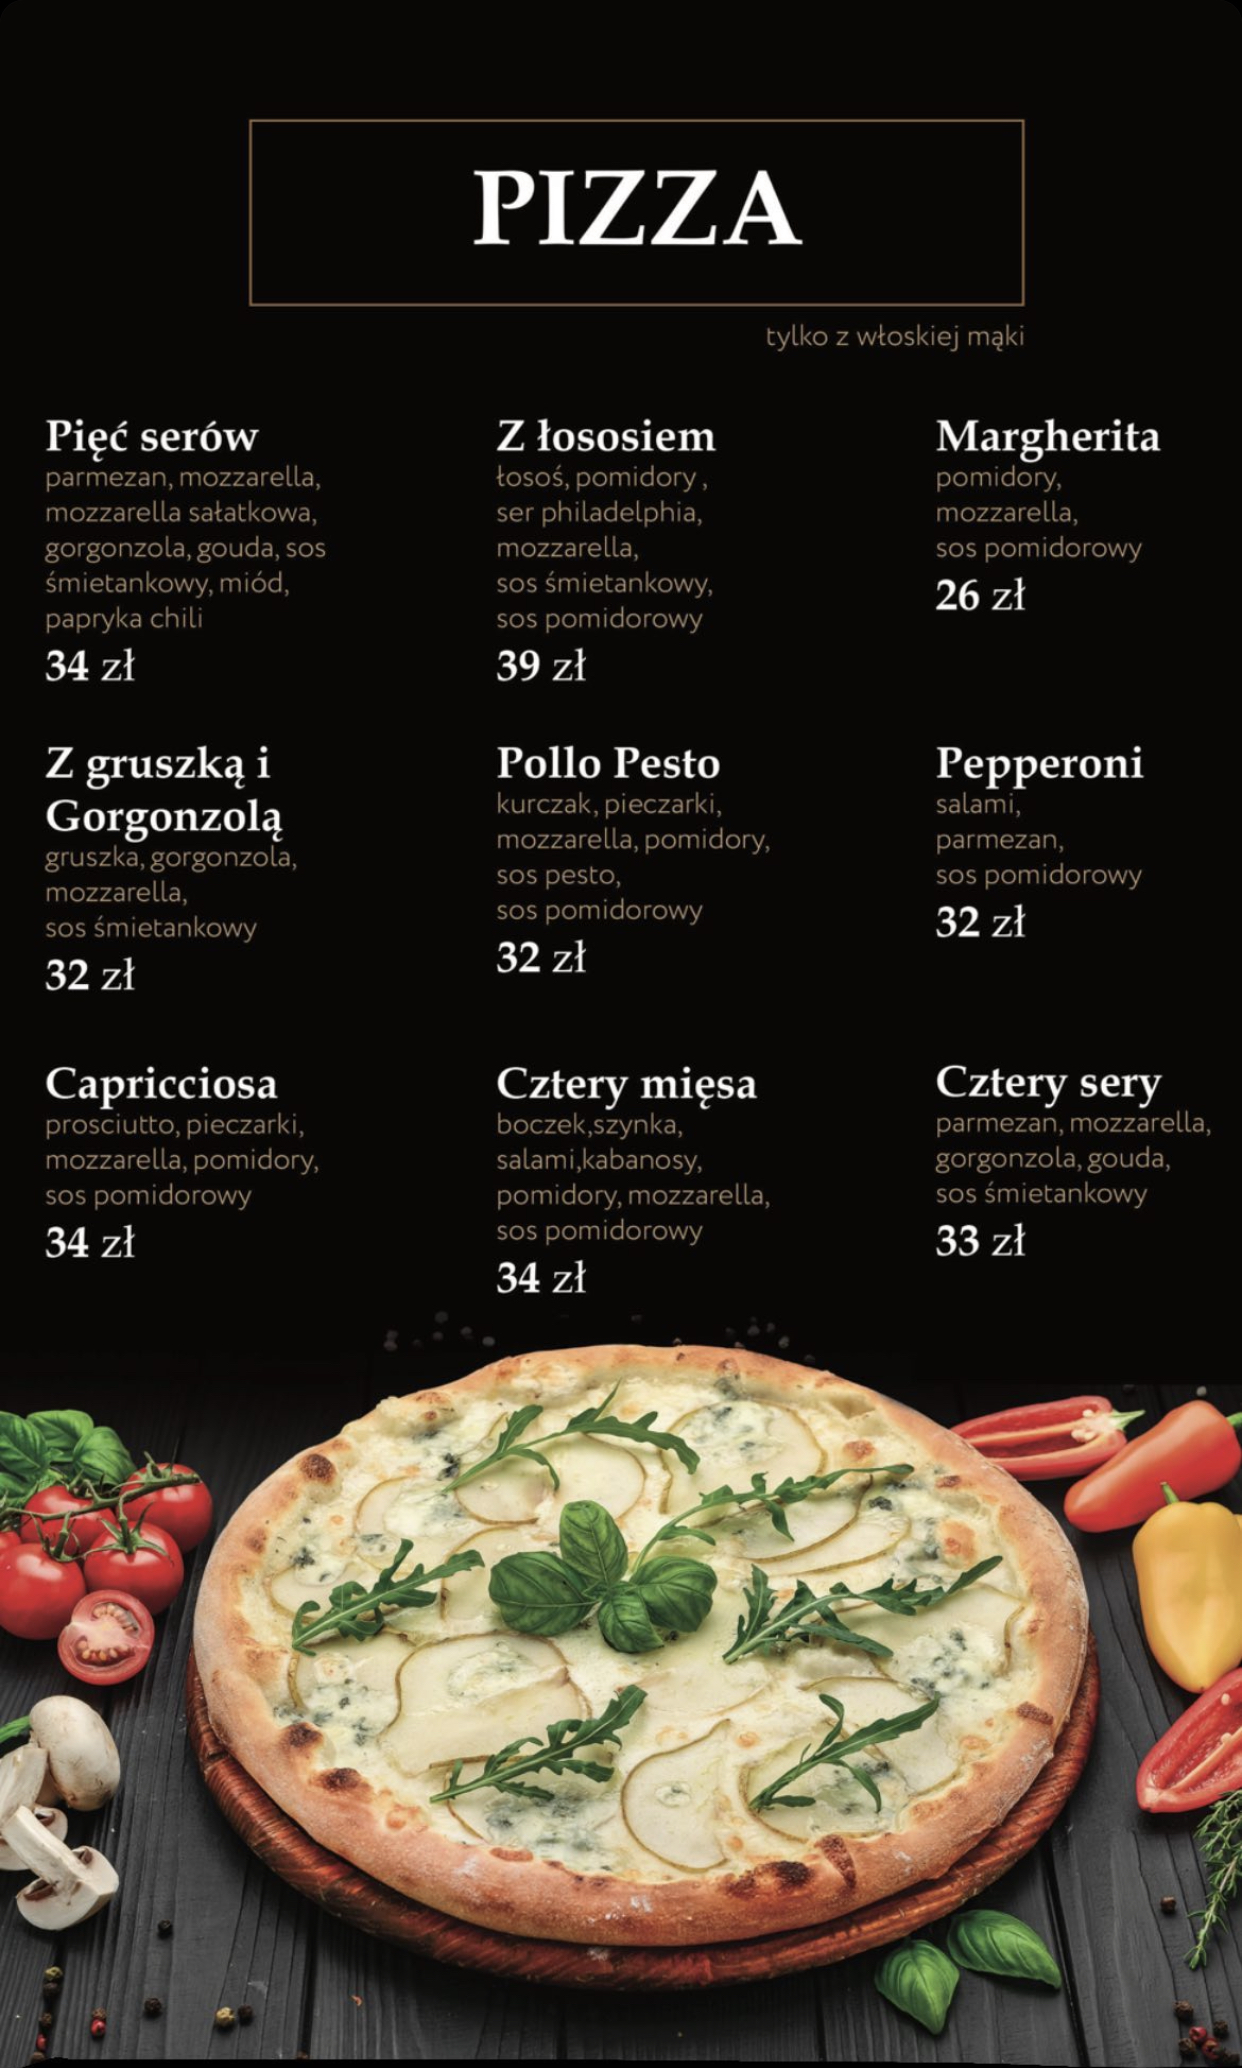 PIZZA
tylko z włoskiej mąki
Pięć serów
parmezan, mozzarella,
mozzarella sałatkowa,
gorgonzola, gouda, sos
śmietankowy, miód,
papryka chili
34 zł
Z łososiem
łosoś, pomidory ,
ser philadelphia,
mozzarella,
sos śmietankowy,
sos pomidorowy
39 zł
Margherita
pomidory,
mozzarella,
sos pomidorowy
26 zł
Z gruszką i
Gorgonzolą
gruszka, gorgonzola,
mozzarella,
sos śmietankowy
32 zł
Pollo Pesto
kurczak, pieczarki,
mozzarella, pomidory,
sos pesto,
sos pomidorowy
32 zł
Pepperoni
salami,
parmezan,
sos pomidorowy
32 zł
Capricciosa
prosciutto, pieczarki,
mozzarella, pomidory,
sos pomidorowy
34 zł
Cztery mięsa
boczek,szynka,
salami,kabanosy,
pomidory, mozzarella,
sos pomidorowy
34 zł
Cztery sery
parmezan, mozzarella,
gorgonzola, gouda,
sos śmietankowy
33 zł